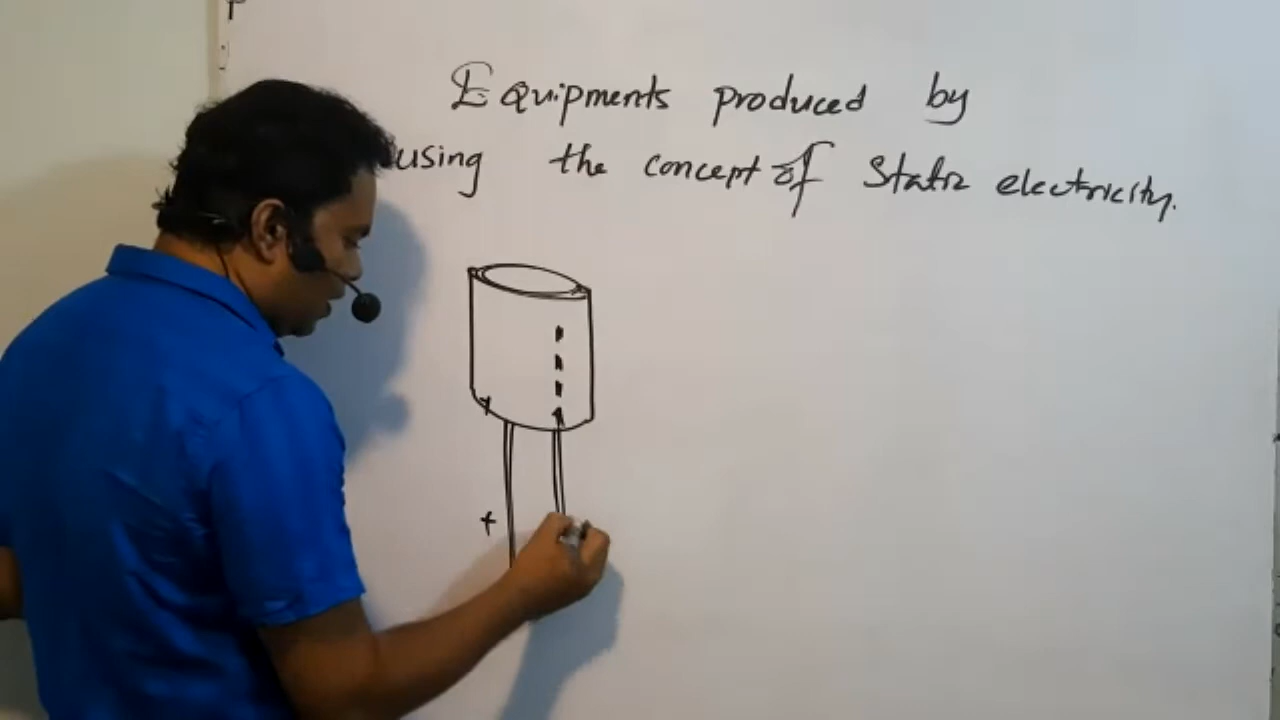 Equipments produced by
using the concept of Static electricity.
+
+